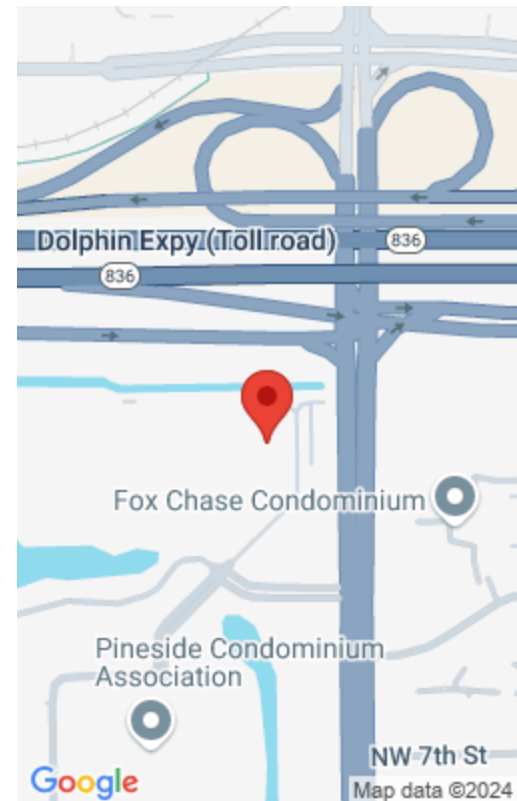 Dolphin Expy (Toll road)
836
836
Fox Chase Condominium
Pineside Condominium
Association
NW 7th St
Google
Map data ©2024